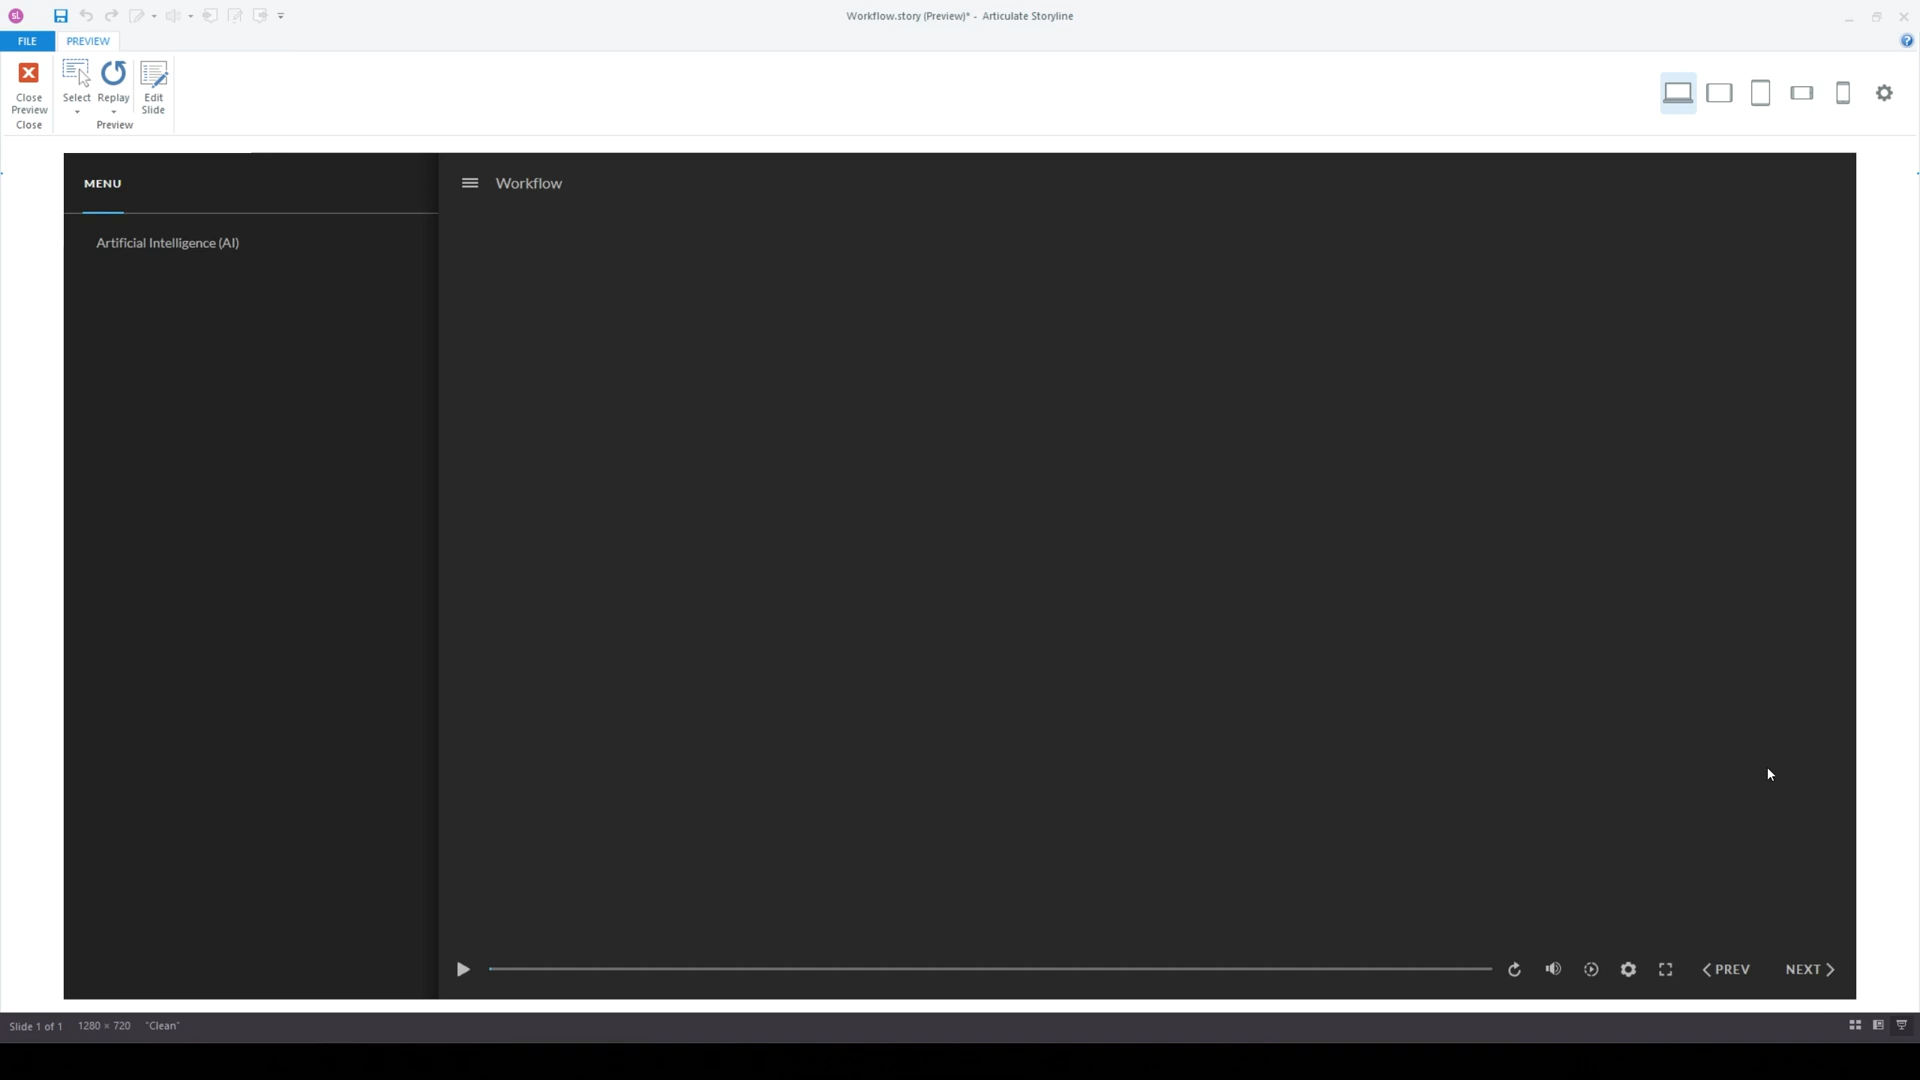 sl
Workflow.story (Preview)* - Articulate Storyline
FILE
PREVIEW
?
Close Preview
Select
Replay
Edit Slide
Close
Preview
MENU
Workflow
Artificial Intelligence (AI)
PREV
NEXT
Slide 1 of 1
1280 × 720
"Clean"